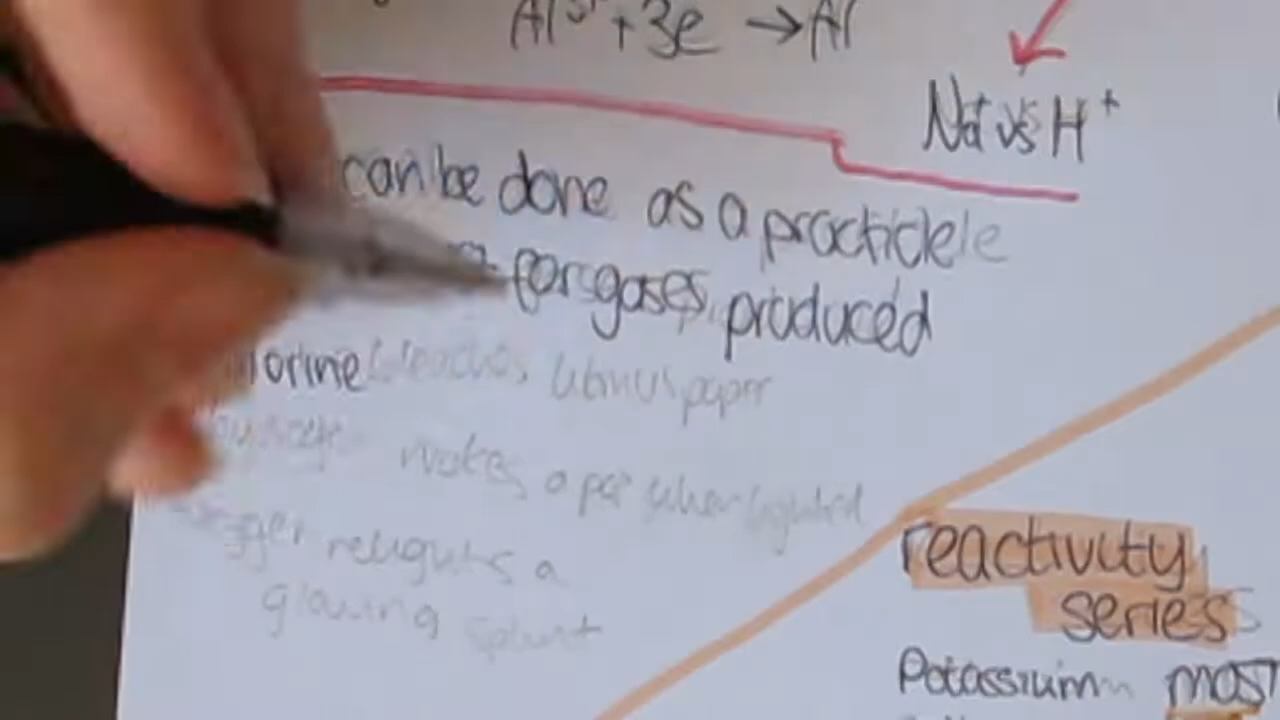 Al³⁺+3e → Al
Na+ vs H⁺
can be done as a practicle
for gases produced
lorine bleaches litmus paper
makes a pop when lighted
relights a
glowing splint
reactivity
series
Potassium most